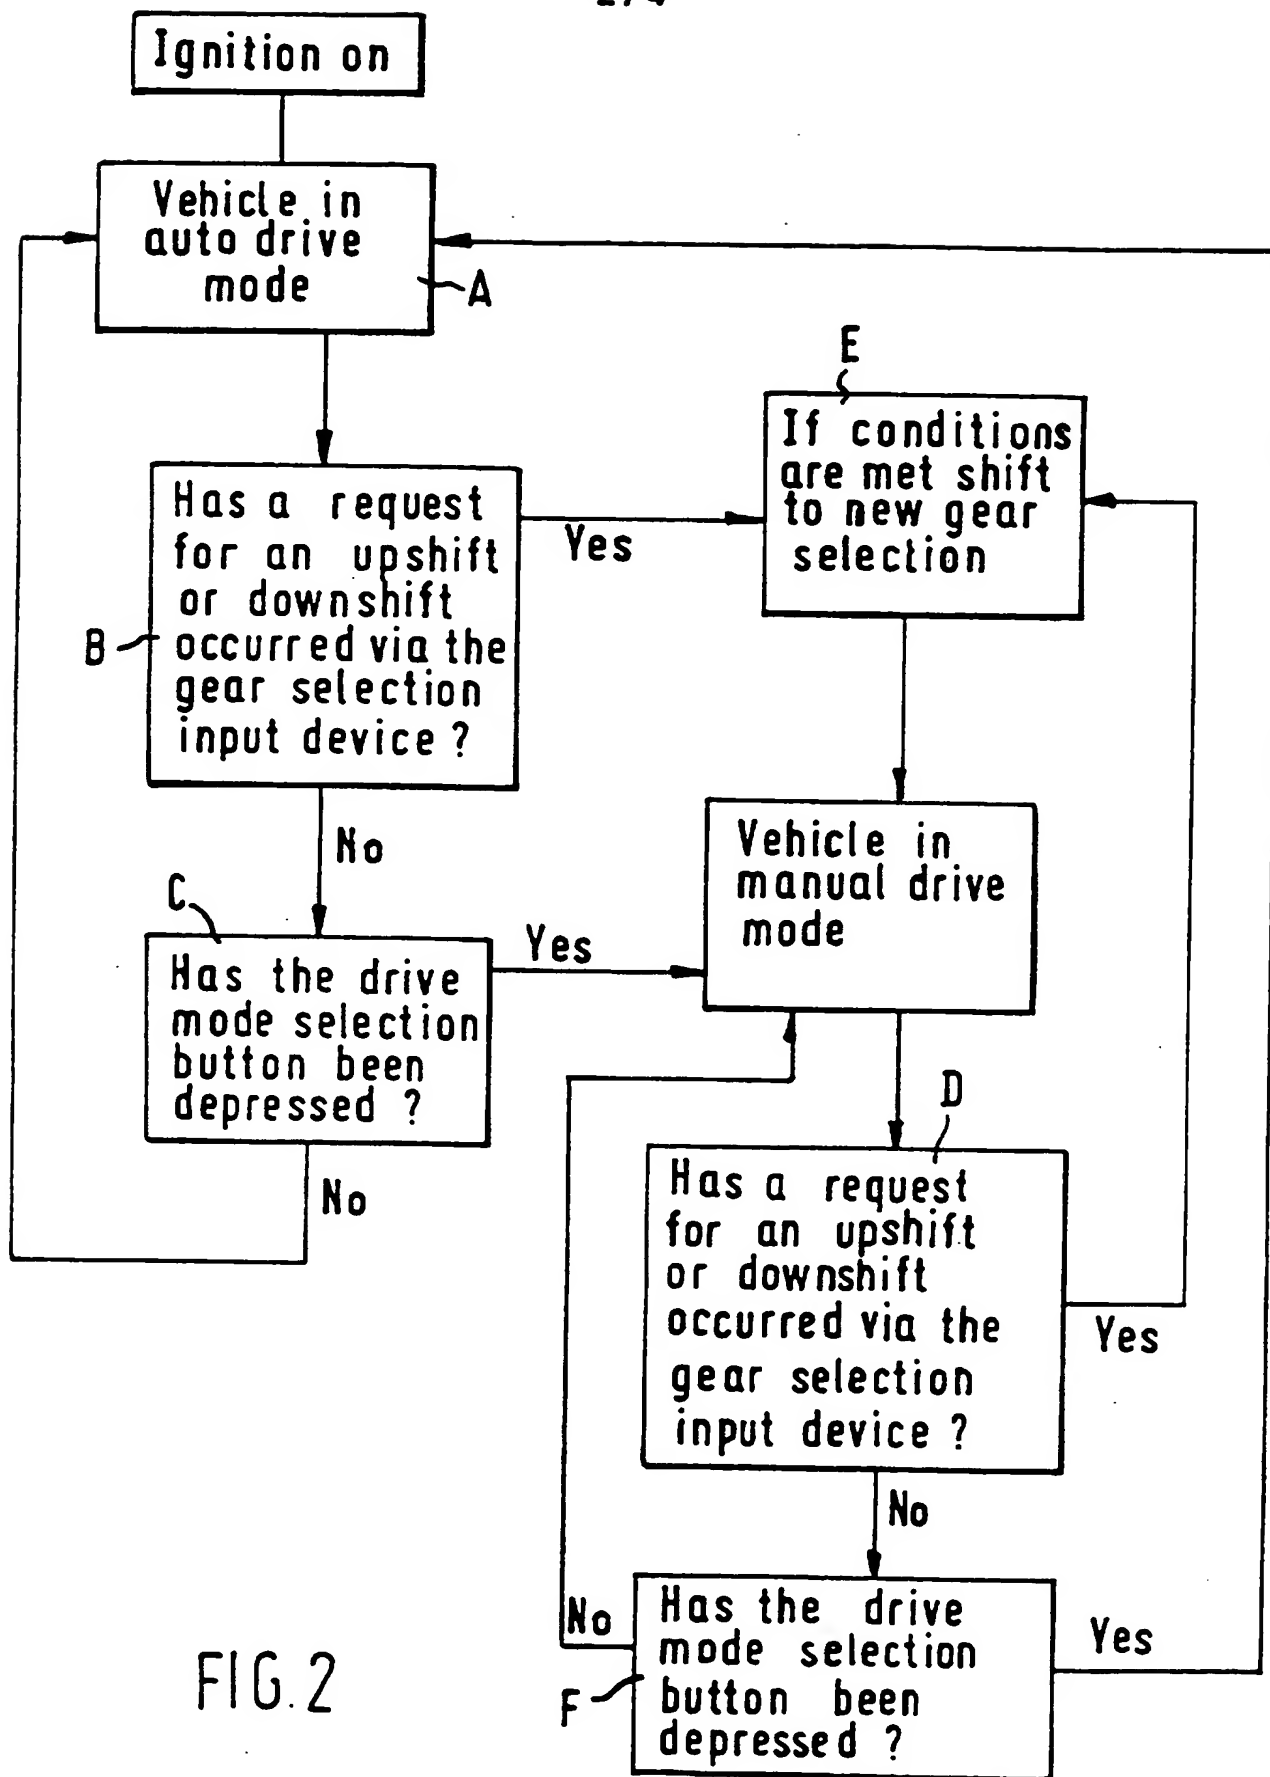 Ignition on
Vehicle in
auto drive
mode
A
E
If conditions
are met shift
to new gear
selection
Has a request
for an upshift
or downshift
occurred via the
gear selection
input device ?
B
Yes
No
Vehicle in
manual drive
mode
C
Has the drive
mode selection
button been
depressed ?
Yes
No
D
Has a request
for an upshift
or downshift
occurred via the
gear selection
input device ?
Yes
No
Has the drive
mode selection
button been
depressed ?
No
Yes
F
FIG.2